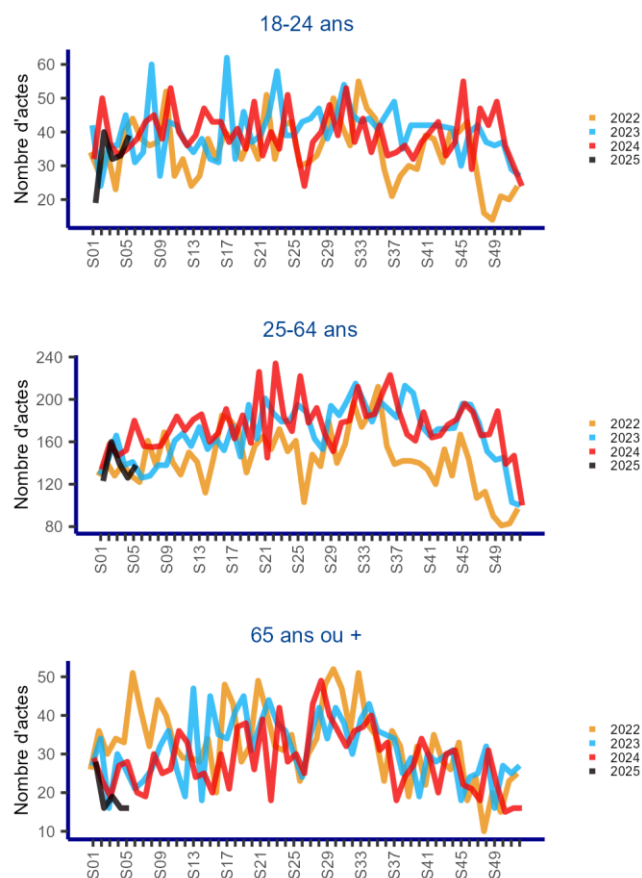 18-24 ans
Nombre d'actes
60
50
40
30
20
S01
S05
S09
S13
S17
S21
S25
S29
S33
S37
S41
S45
S49
2022
2023
2024
2025
25-64 ans
Nombre d'actes
240
200
160
120
80
S01
S05
S09
S13
S17
S21
S25
S29
S33
S37
S41
S45
S49
2022
2023
2024
2025
65 ans ou +
Nombre d'actes
50
40
30
20
10
S01
S05
S09
S13
S17
S21
S25
S29
S33
S37
S41
S45
S49
2022
2023
2024
2025